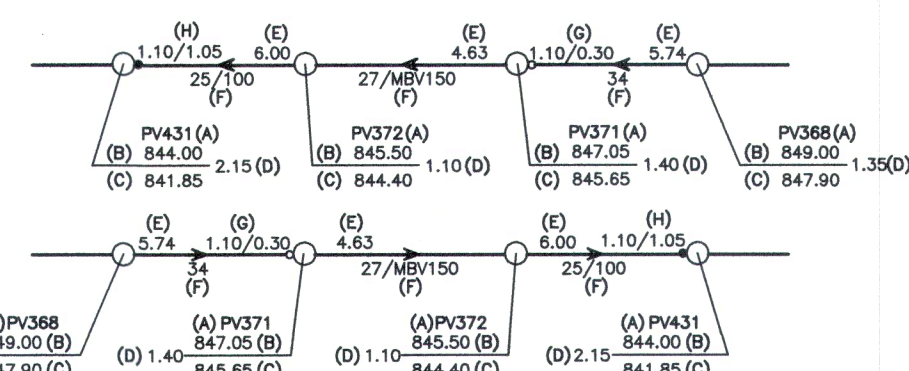 (H) (E) (E) (G) (E)
1.10/1.05 6.00 4.63 1.10/0.30 5.74
25/100 27/MBV150 34
(F) (F) (F)
PV431(A) PV372(A) PV371(A) PV368(A)
(B) 844.00 (B) 845.50 (B) 847.05 (B) 849.00
2.15(D) 1.10(D) 1.40(D) 1.35(D)
(C) 841.85 (C) 844.40 (C) 845.65 (C) 847.90
(E) (G) (E) (E) (H)
5.74 1.10/0.30 4.63 6.00 1.10/1.05
34 27/MBV150 25/100
(F) (F) (F)
)PV368 (A) PV371 (A)PV372 (A) PV431
49.00 (B) 847.05 (B) 845.50 (B) 844.00 (B)
(D) 1.40 (D) 1.10 (D) 2.15
47.90 (C) 845.65 (C) 844.40 (C) 841.85 (C)